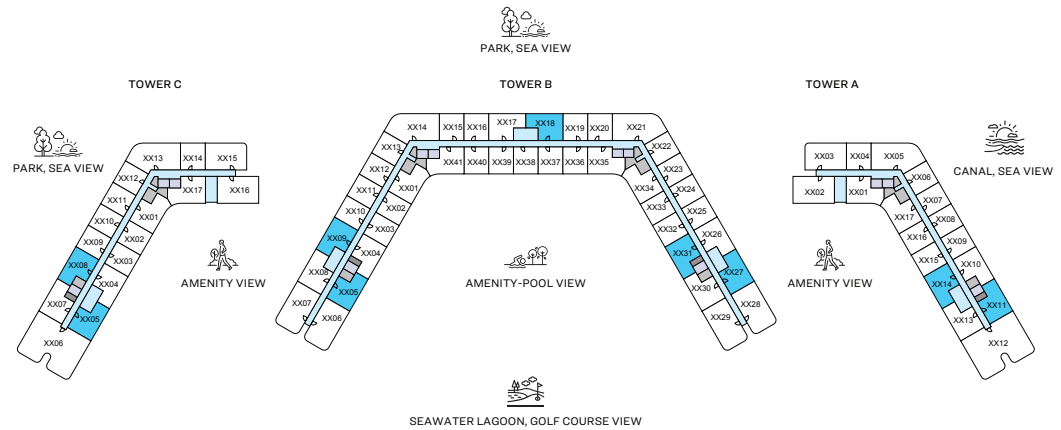 PARK, SEA VIEW
TOWER C
TOWER B
TOWER A
PARK, SEA VIEW
CANAL, SEA VIEW
XX13
XX14
XX15
XX12
XX17
XX16
XX11
XX01
XX10
XX02
XX09
XX03
XX08
XX04
XX07
XX05
XX06
XX14
XX15
XX16
XX17
XX18
XX19
XX20
XX21
XX13
XX41
XX40
XX39
XX38
XX37
XX36
XX35
XX22
XX12
XX01
XX34
XX23
XX11
XX02
XX33
XX24
XX10
XX03
XX32
XX25
XX09
XX04
XX31
XX26
XX08
XX05
XX30
XX27
XX07
XX06
XX29
XX28
XX03
XX04
XX05
XX02
XX01
XX06
XX17
XX07
XX16
XX08
XX15
XX09
XX14
XX10
XX13
XX11
XX12
AMENITY VIEW
AMENITY-POOL VIEW
AMENITY VIEW
SEAWATER LAGOON, GOLF COURSE VIEW